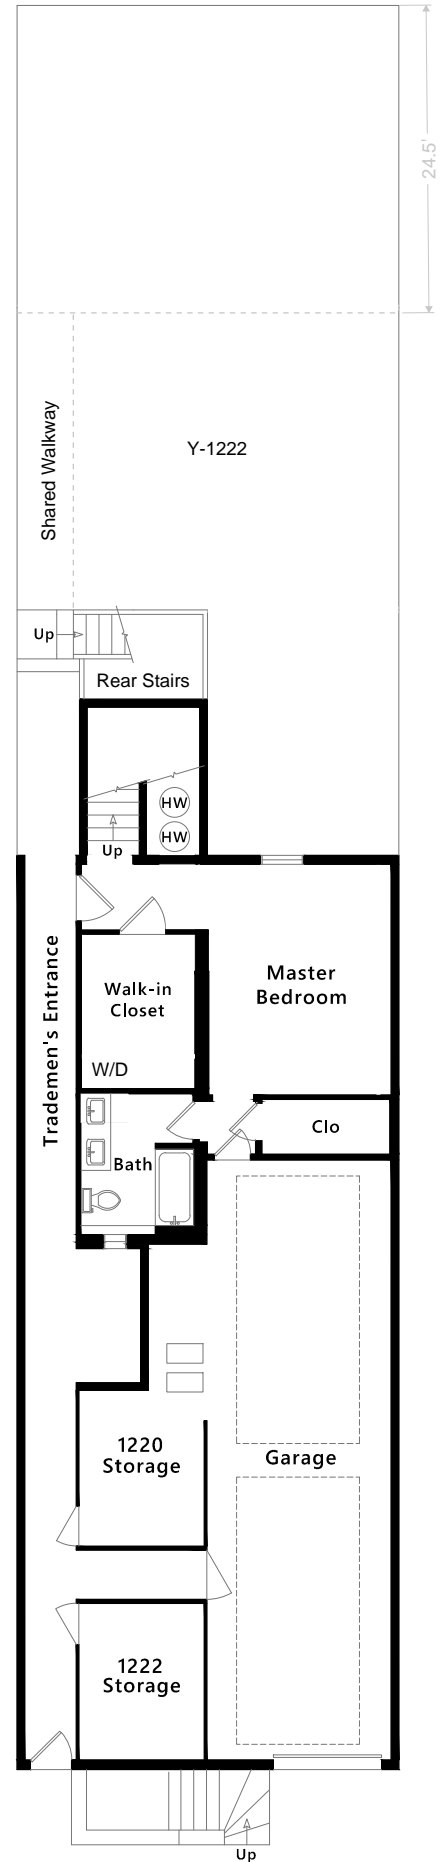 24.5'
Shared Walkway
Y-1222
Up
Rear Stairs
HW
HW
Up
Trademen's Entrance
Walk-in
Closet
Master
Bedroom
W/D
Clo
Bath
1220
Storage
Garage
1222
Storage
Up